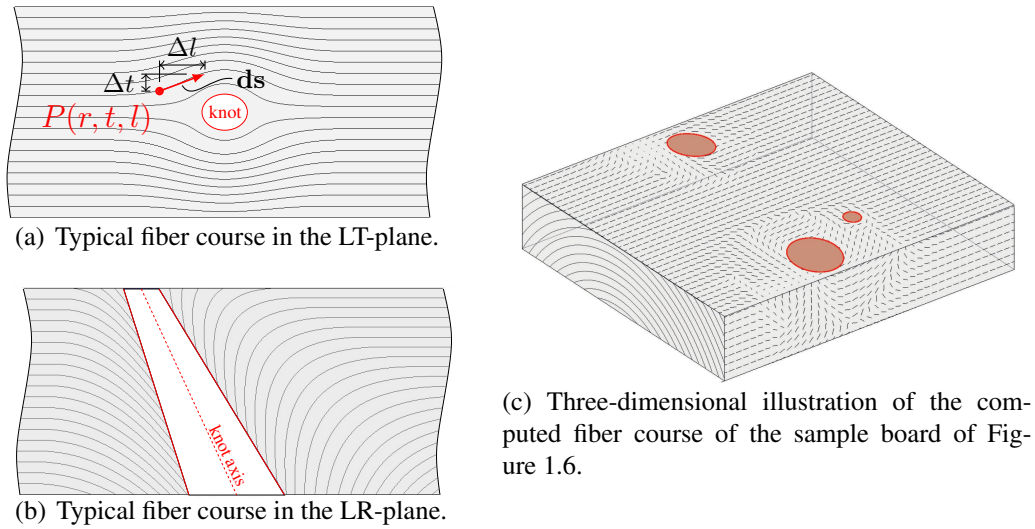 Δl
Δt
ds
P(r, t, l)
knot
(a) Typical fiber course in the LT-plane.
knot axis
(b) Typical fiber course in the LR-plane.
(c) Three-dimensional illustration of the com-
puted fiber course of the sample board of Fig-
ure 1.6.